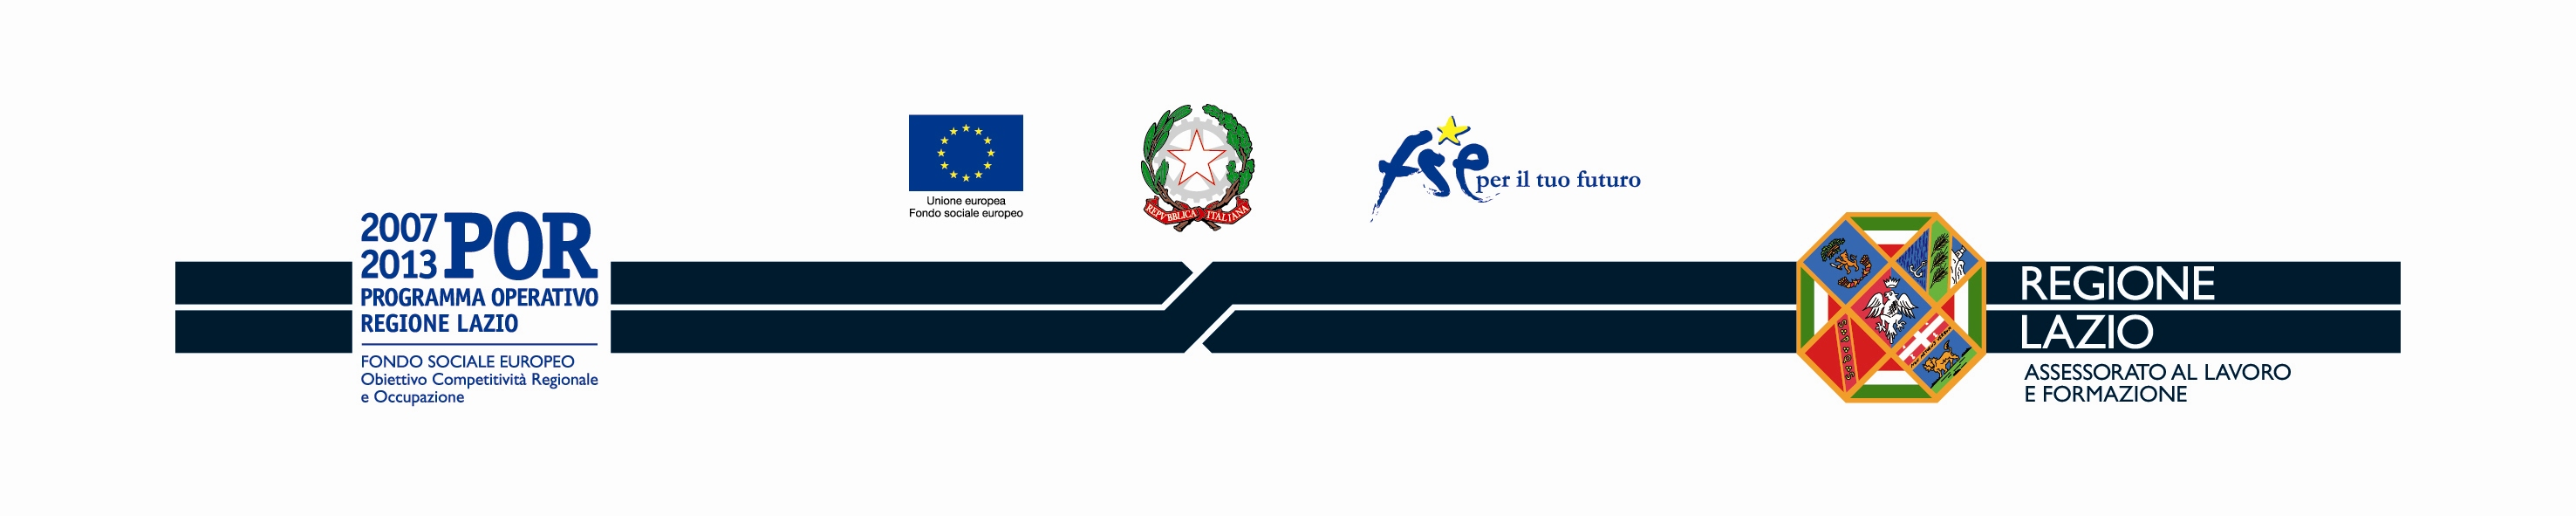 Unione europea
Fondo sociale europeo
REPVBBLICA ITALIANA
fse per il tuo futuro
2007
2013 POR
PROGRAMMA OPERATIVO
REGIONE LAZIO
FONDO SOCIALE EUROPEO
Obiettivo Competitività Regionale
e Occupazione
REGIONE
LAZIO
ASSESSORATO AL LAVORO
E FORMAZIONE